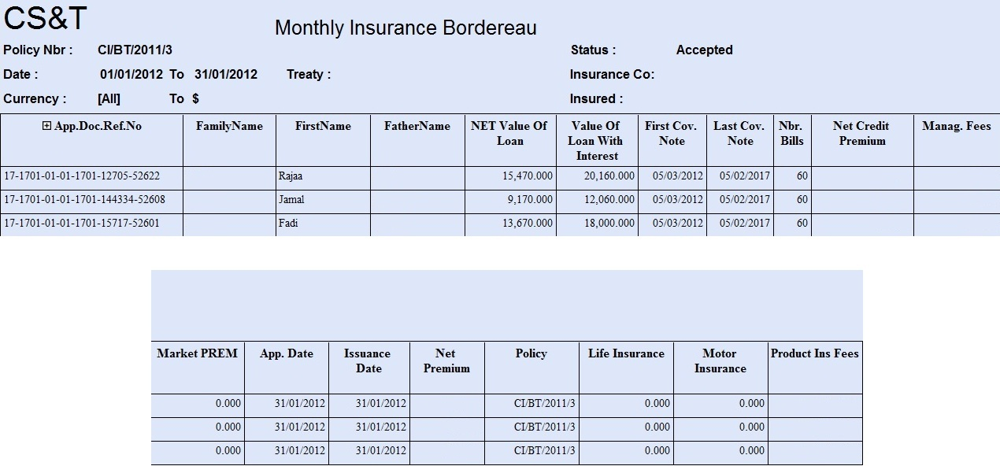 CS&T
Monthly Insurance Bordereau
Policy Nbr : CI/BT/2011/3 Status : Accepted
Date : 01/01/2012 To 31/01/2012 Treaty : Insurance Co:
Currency : [All] To $ Insured :
App.Doc.Ref.No FamilyName FirstName FatherName NET Value Of Value Of First Cov. Last Cov. Nbr. Net Credit Manag. Fees
Loan Loan With Note Note Bills Premium
Interest
17-1701-01-01-1701-12705-52622 Rajaa 15,470.000 20,160.000 05/03/2012 05/02/2017 60
17-1701-01-01-1701-144334-52608 Jamal 9,170.000 12,060.000 05/03/2012 05/02/2017 60
17-1701-01-01-1701-15717-52601 Fadi 13,670.000 18,000.000 05/03/2012 05/02/2017 60
Market PREM App. Date Issuance Net Policy Life Insurance Motor Product Ins Fees
Date Premium Insurance
0.000 31/01/2012 31/01/2012 CI/BT/2011/3 0.000 0.000
0.000 31/01/2012 31/01/2012 CI/BT/2011/3 0.000 0.000
0.000 31/01/2012 31/01/2012 CI/BT/2011/3 0.000 0.000